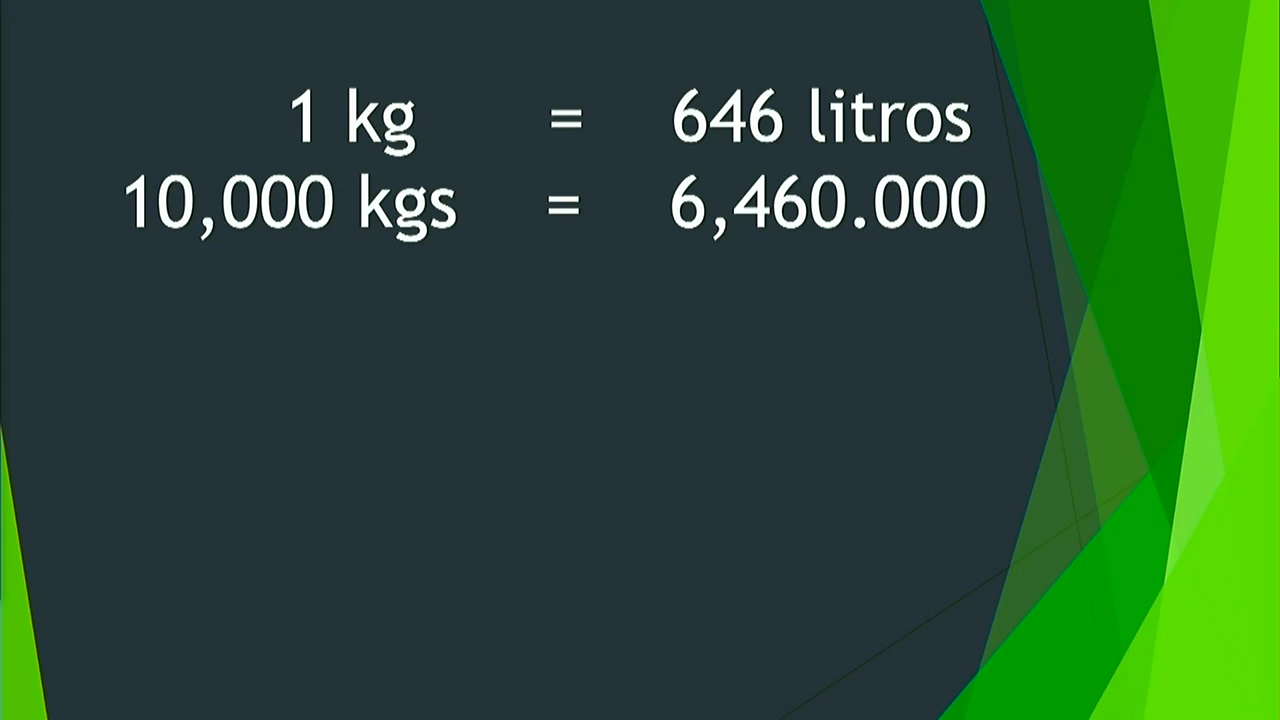 1 kg = 646 litros
10,000 kgs = 6,460.000